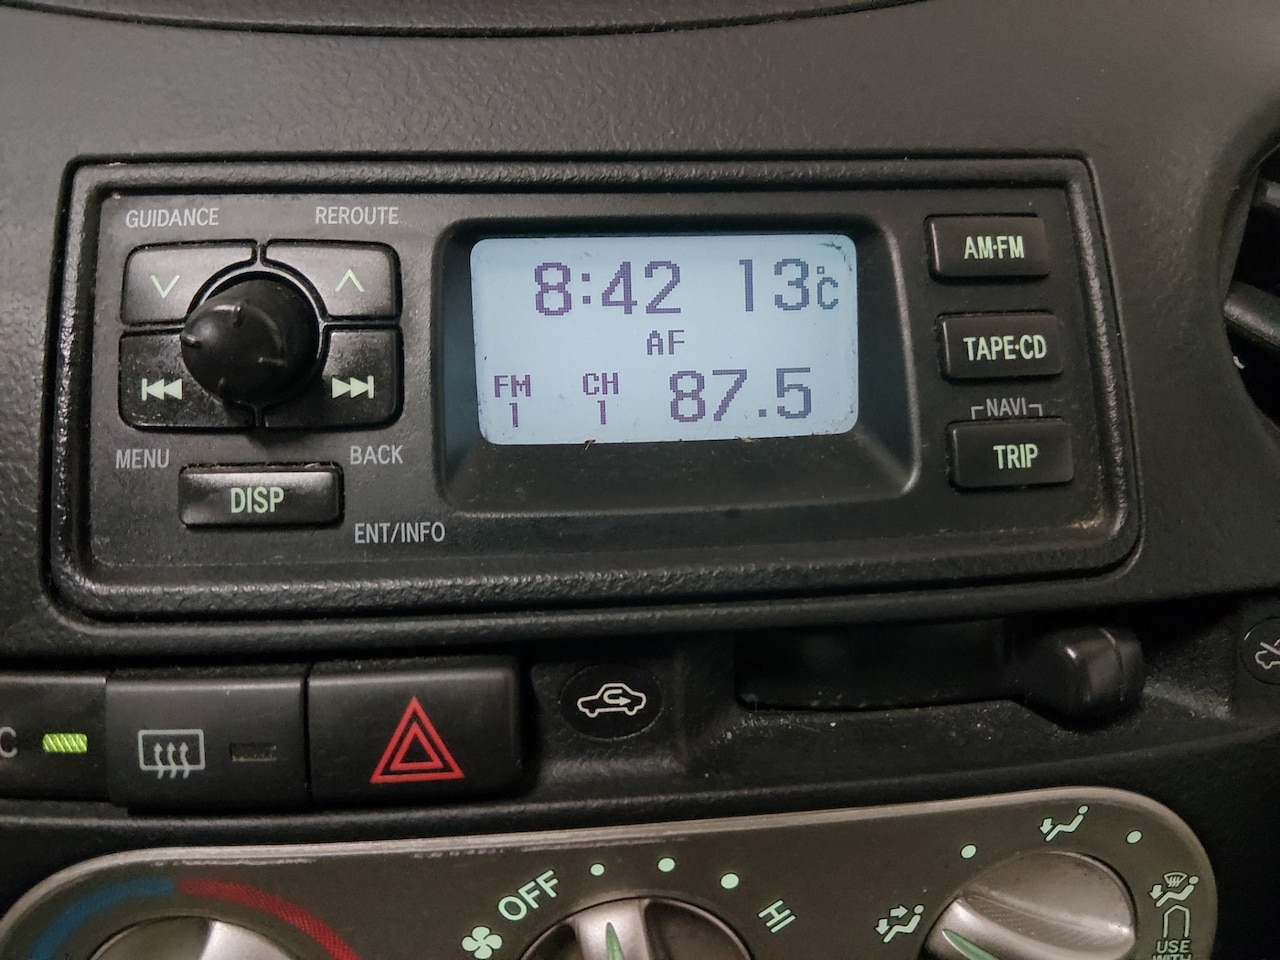 GUIDANCE REROUTE
8:42 13°C
AM·FM
AF
TAPE·CD
FM CH 87.5
1 1
NAVI
MENU BACK
TRIP
DISP
ENT/INFO
C
OFF
HI
USE
WITH